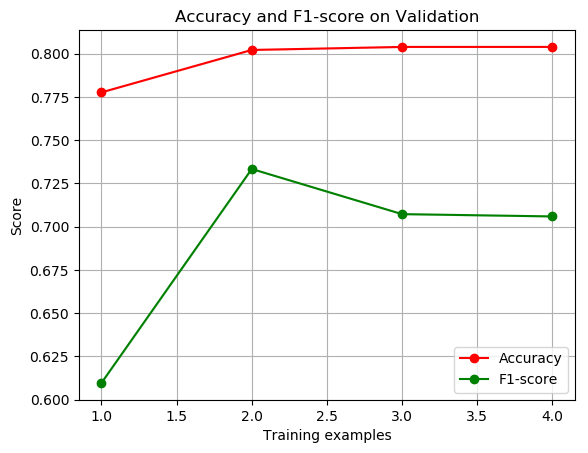 Accuracy and F1-score on Validation
0.800
0.775
0.750
0.725
0.700
0.675
0.650
0.625
0.600
Score
Accuracy
F1-score
1.0 1.5 2.0 2.5 3.0 3.5 4.0
Training examples